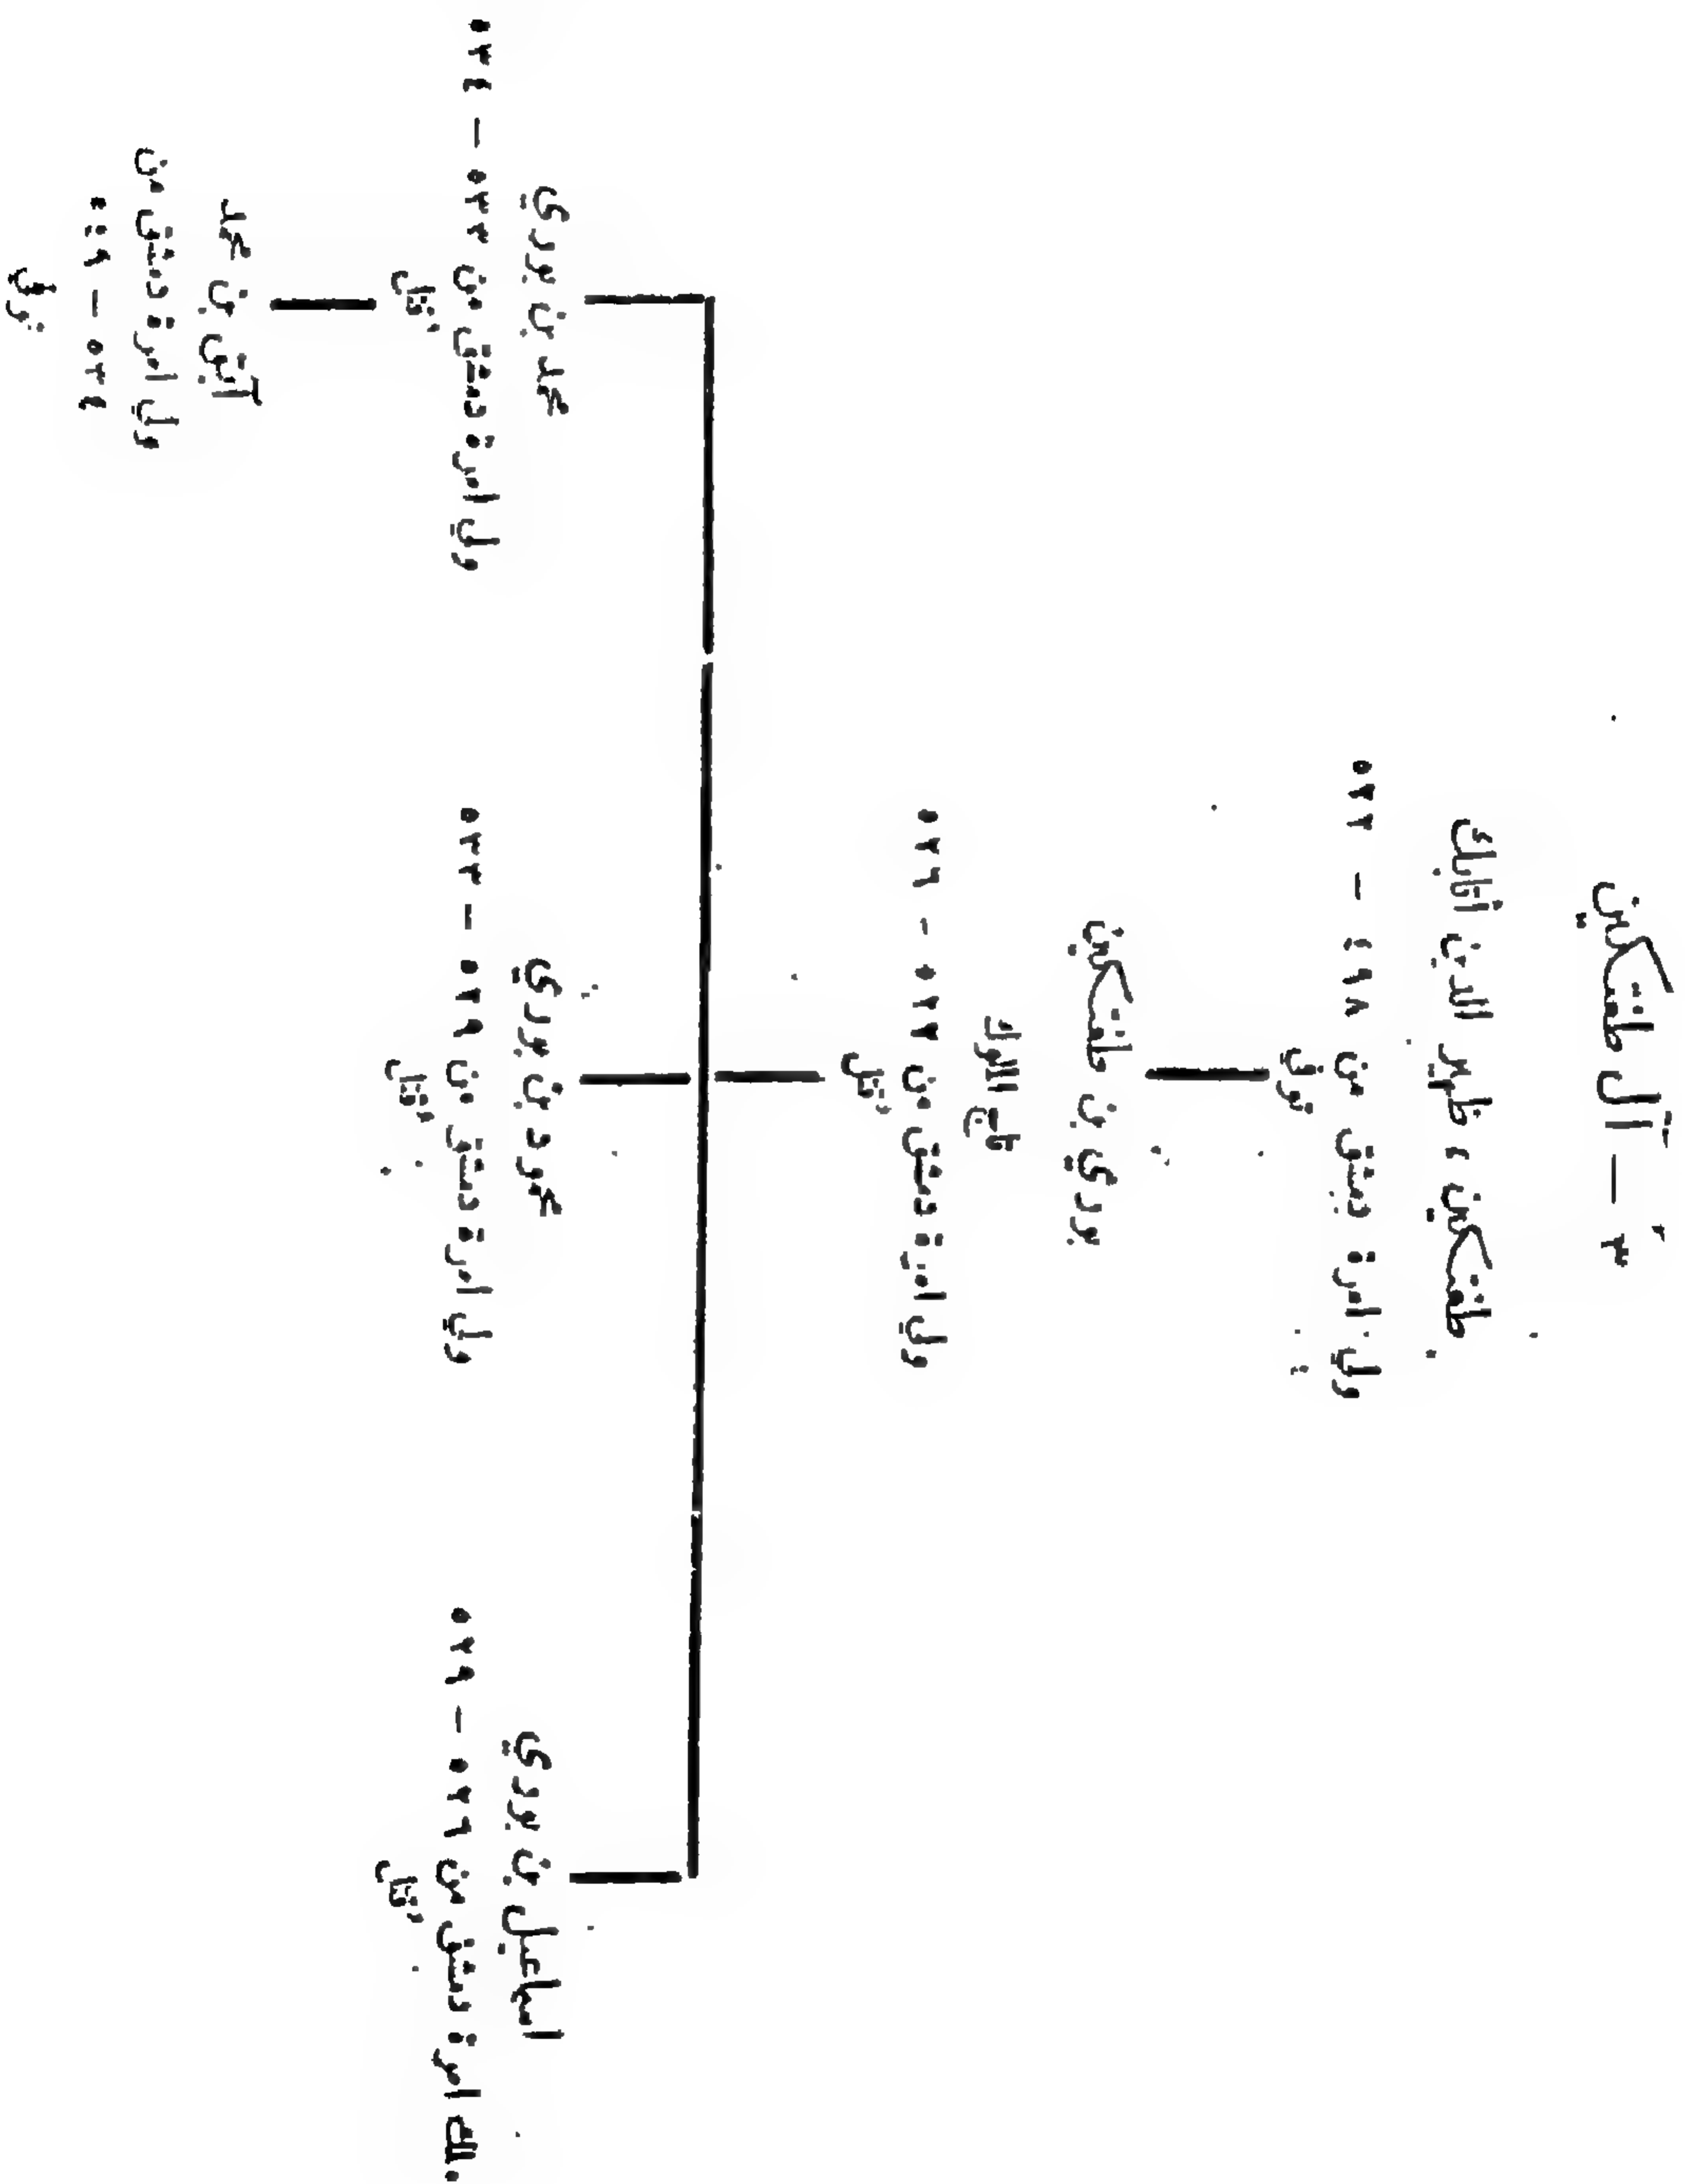 ٣ — آل طغتكين
طغتكين ، ظهير الدين أتابك
ولي امرة دمشق من ٤٩٨ — ٥٢٢
توفي
بوري بن طغتكين
تاج الملوك
ولي امرة دمشق من ٥٢٢ - ٥٢٦
قتل
اسماعيل بن بوري
ملك امرة دمشق من ٥٢٦ — ٥٢٩
قتل
محمود بن بوري
ولي امرة دمشق من ٥٢٩ — ٥٣٣
قتل
محمد بن بوري
ولي امرة دمشق من ٥٣٣ — ٥٣٤
قتل
آبق بن محمد
ولي امرة دمشق من
٥٣٤ — ٥٤٩